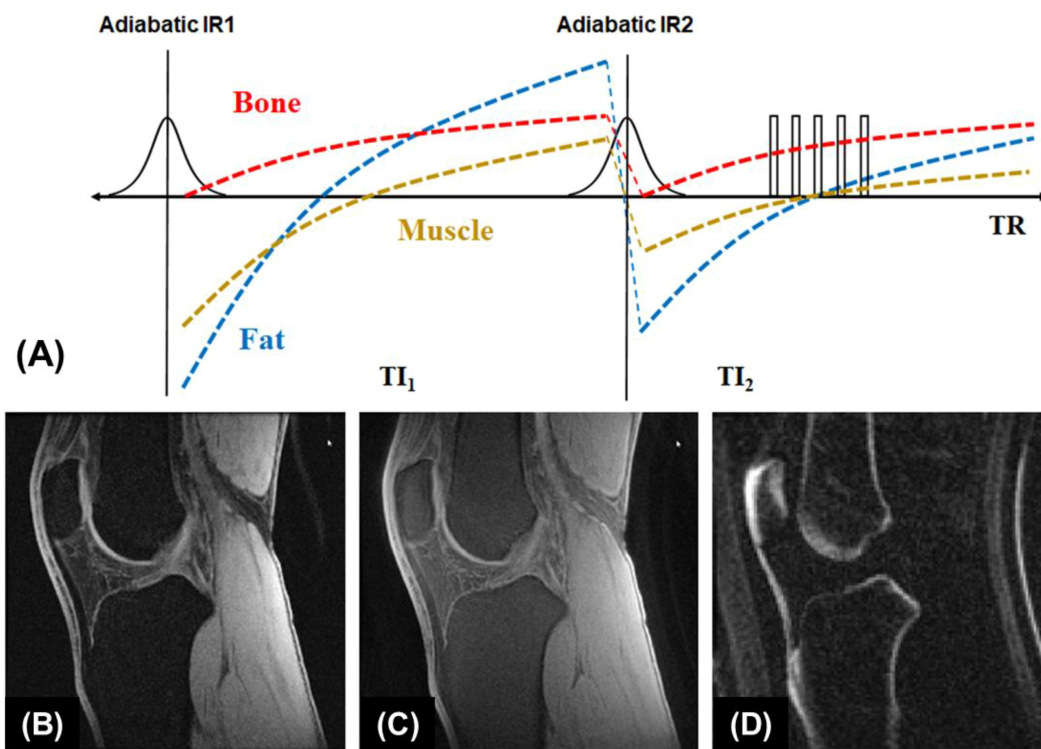 Adiabatic IR1
Adiabatic IR2
Bone
Muscle
TR
Fat
(A)
TI₁
TI₂
(B)
(C)
(D)